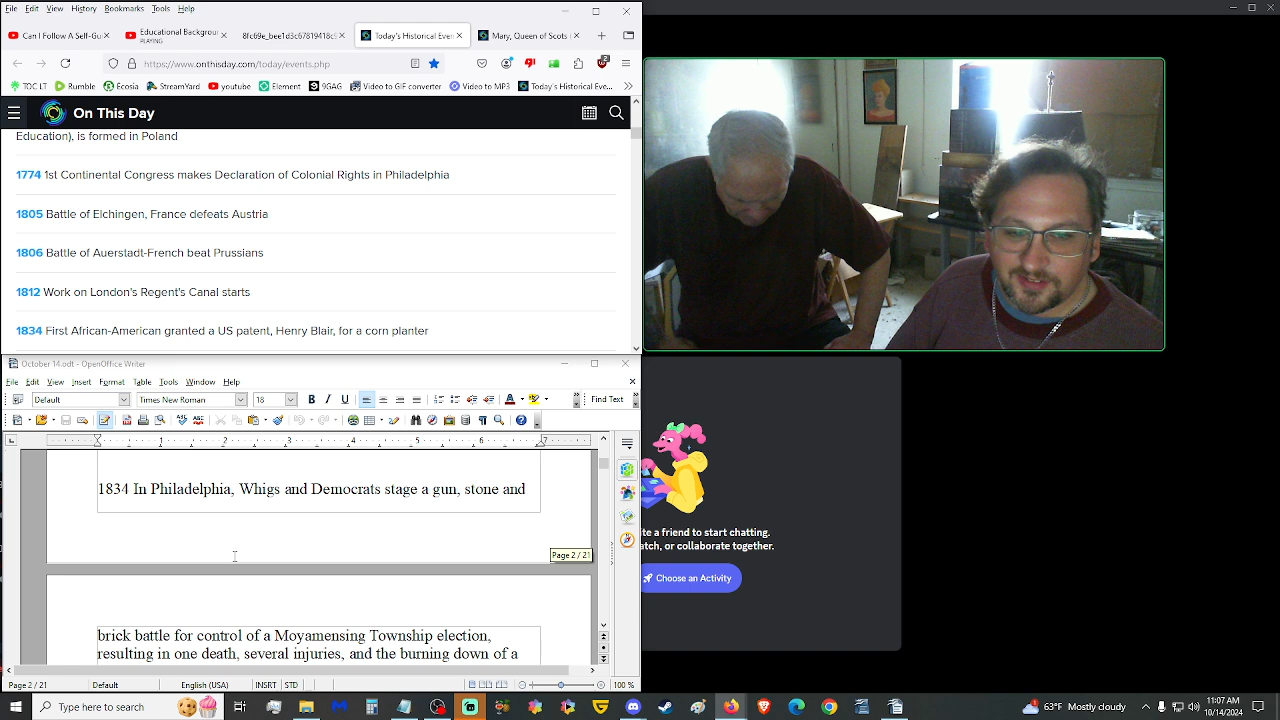 File Edit View History Bookmarks Tools Help
Can I Follow A Self-Gu
Educational Backgrou
PLAYING
8fc69e_bee1d3c67819418c9
Today's Historical Even
Mary, Queen of Scots
https://www.onthisday.com/today/events.php
2
TOC LT Rumble Ecosia StreamYard youtube Element 9GAG Video to GIF converter Video to MP3 Today's Historical Eve...
On This Day
Education), is formed in Poland
1774 1st Continental Congress makes Declaration of Colonial Rights in Philadelphia
1805 Battle of Elchingen, France defeats Austria
1806 Battle of Auerstadt-French beat Prussians
1812 Work on London's Regent's Canal starts
1834 First African-American granted a US patent, Henry Blair, for a corn planter
October 14.odt - OpenOffice Writer
File Edit View Insert Format Table Tools Window Help
Default Times New Roman 18 B I U Find Text
1834 In Philadelphia, Whigs and Democrats stage a gun, stone and
Page 2 / 21
brick battle for control of a Moyamensing Township election,
resulting in one death, several injuries, and the burning down of a
Page 2 / 21 Default English (USA) INSRT STD 100 %
te a friend to start chatting.
atch, or collaborate together.
Choose an Activity
Type here to search
63°F Mostly cloudy
11:07 AM
10/14/2024